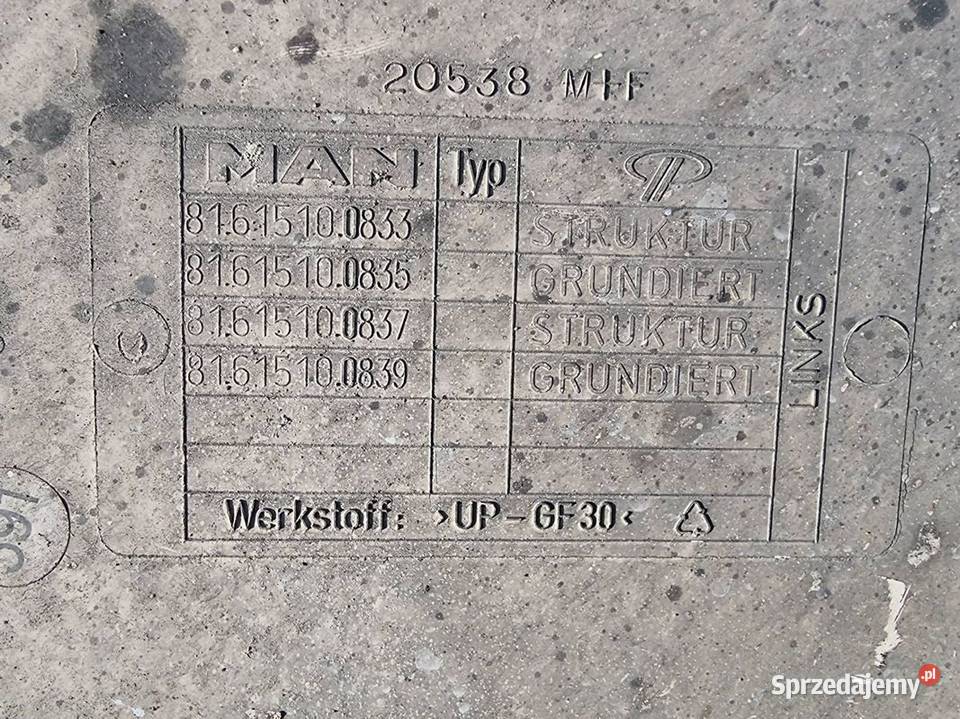 20538 MFF
MAN Typ
81.61510.0833 STRUKTUR
81.61510.0835 GRUNDIERT
81.61510.0837 STRUKTUR
81.61510.0839 GRUNDIERT
LINKS
Werkstoff: ›UP-GF30‹
Sprzedajemy.pl